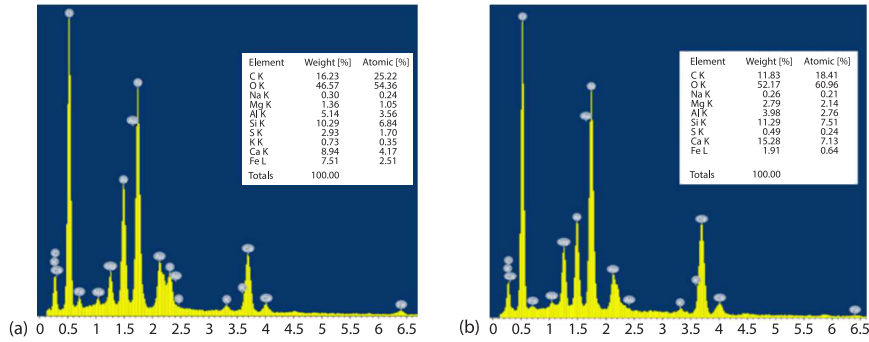 Element Weight [%] Atomic [%]
C K 16.23 25.22
O K 46.57 54.36
Na K 0.30 0.24
Mg K 1.36 1.05
Al K 5.14 3.56
Si K 10.29 6.84
S K 2.93 1.70
K K 0.73 0.35
Ca K 8.94 4.17
Fe L 7.51 2.51
Totals 100.00
(a) 0 0.5 1 1.5 2 2.5 3 3.5 4 4.5 5 5.5 6 6.5
Element Weight [%] Atomic [%]
C K 11.83 18.41
O K 52.17 60.96
Na K 0.26 0.21
Mg K 2.79 2.14
Al K 3.98 2.76
Si K 11.29 7.51
S K 0.49 0.24
Ca K 15.28 7.13
Fe L 1.91 0.64
Totals 100.00
(b) 0 0.5 1 1.5 2 2.5 3 3.5 4 4.5 5 5.5 6 6.5